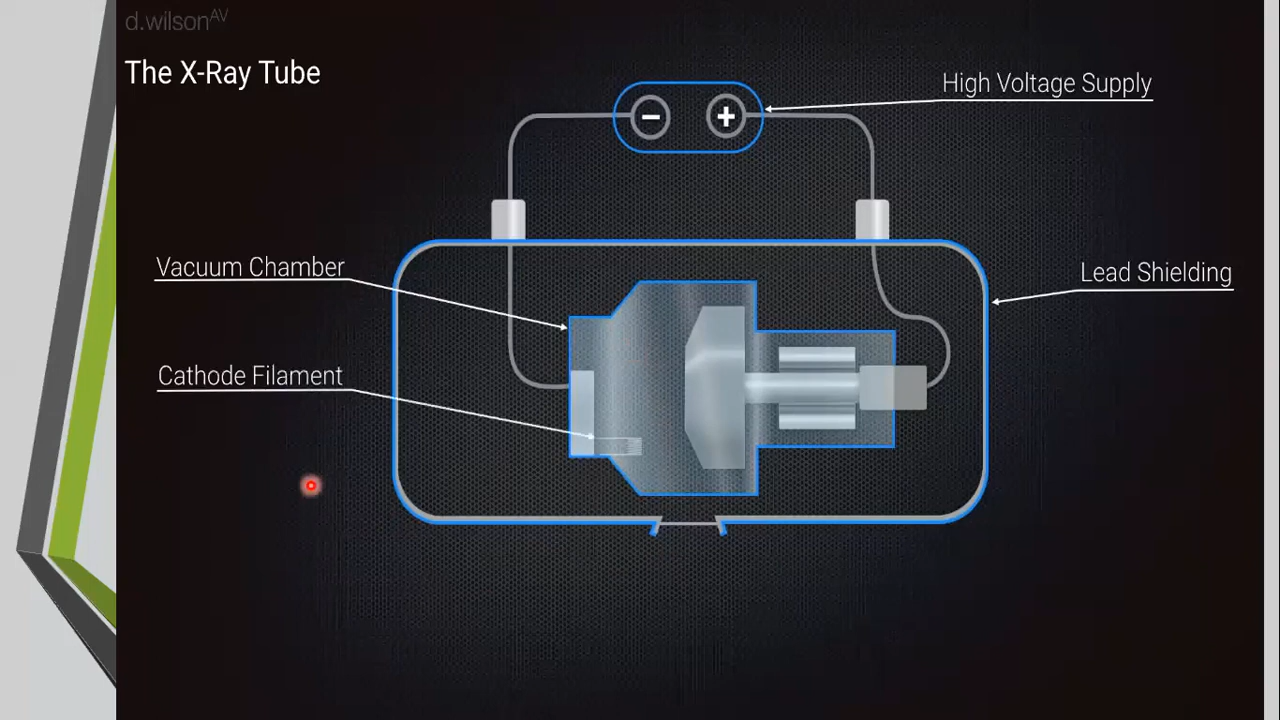 d.wilsonAV
The X-Ray Tube
High Voltage Supply
Vacuum Chamber
Lead Shielding
Cathode Filament